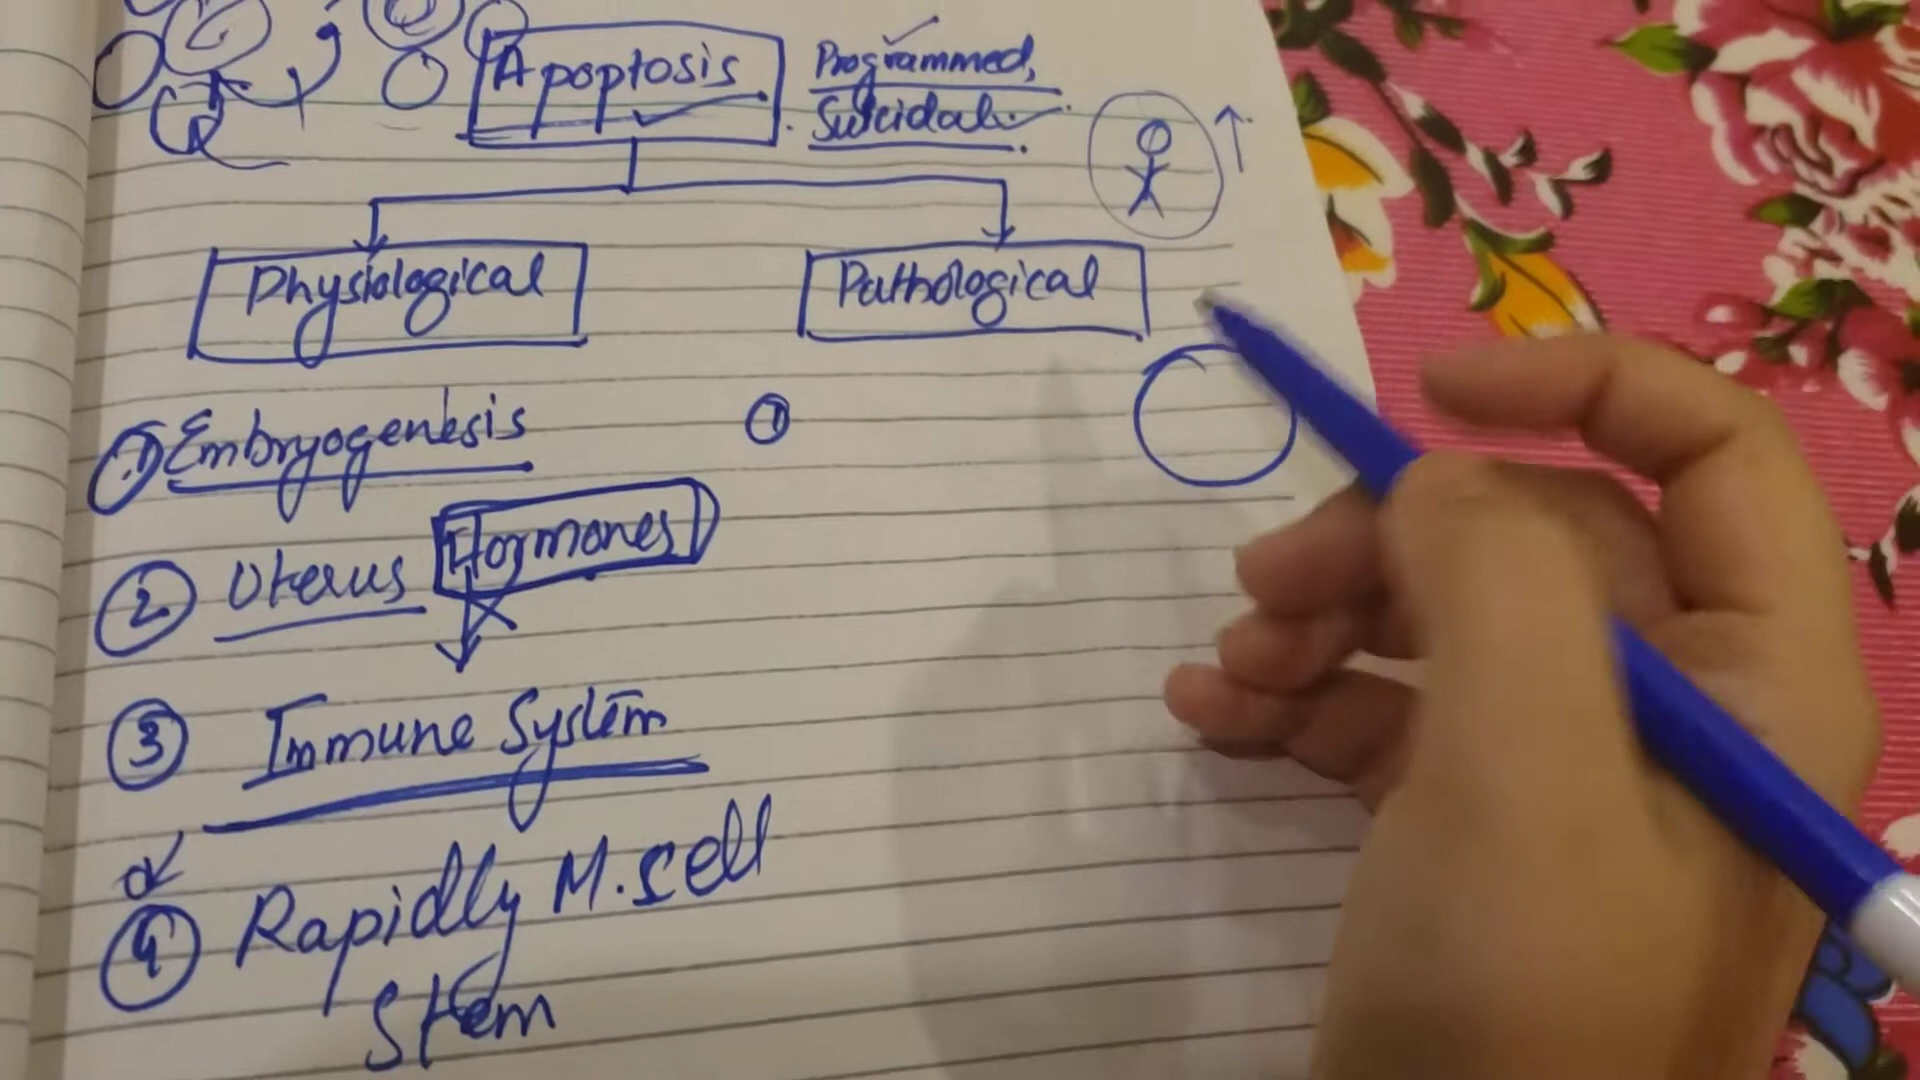 Apoptosis
Programmed,
Suicidal.
Physiological
Pathological
① Embryogenesis
①
② Uterus Hormones
③ Immune System
④ Rapidly M. cell
Stem